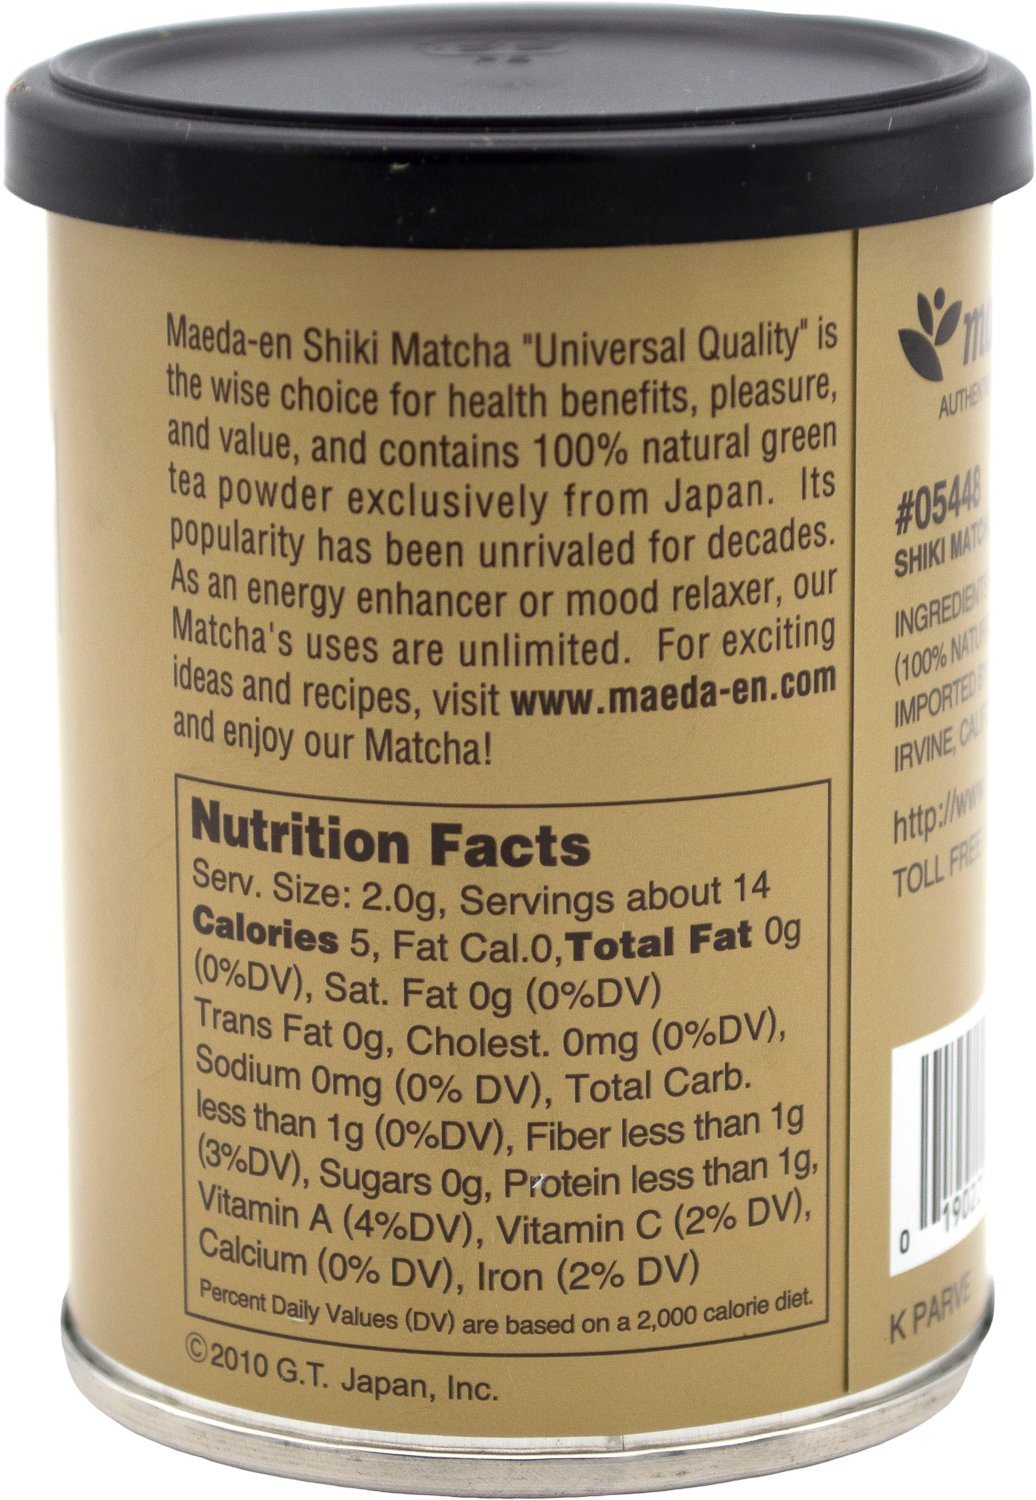 Maeda-en Shiki Matcha "Universal Quality" is
the wise choice for health benefits, pleasure,
and value, and contains 100% natural green
tea powder exclusively from Japan. Its
popularity has been unrivaled for decades.
As an energy enhancer or mood relaxer, our
Matcha's uses are unlimited. For exciting
ideas and recipes, visit www.maeda-en.com
and enjoy our Matcha!
Nutrition Facts
Serv. Size: 2.0g, Servings about 14
Calories 5, Fat Cal.0,Total Fat 0g
(0%DV), Sat. Fat 0g (0%DV)
Trans Fat 0g, Cholest. 0mg (0%DV),
Sodium 0mg (0% DV), Total Carb.
less than 1g (0%DV), Fiber less than 1g
(3%DV), Sugars 0g, Protein less than 1g,
Vitamin A (4%DV), Vitamin C (2% DV),
Calcium (0% DV), Iron (2% DV)
Percent Daily Values (DV) are based on a 2,000 calorie diet.
©2010 G.T. Japan, Inc.
#05448
SHIKI
(100%
IMPORTED
IRVINE,
http://
TOLL FREE
0
K PARVE